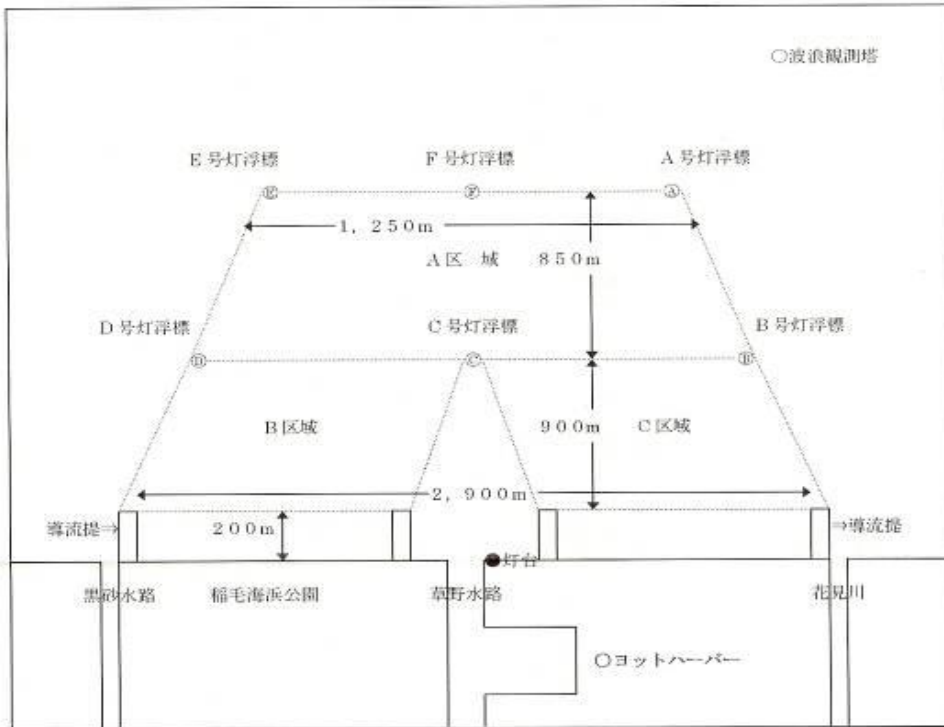 ○波浪観測塔
E号灯浮標 F号灯浮標 A号灯浮標
Ⓔ Ⓕ Ⓐ
1,250m
A区 域 850m
D号灯浮標 C号灯浮標 B号灯浮標
Ⓓ Ⓒ Ⓑ
B区域 900m C区域
2,900m
導流提⇒ 200m ⇒導流提
灯台
黒砂水路 稲毛海浜公園 草野水路 花見川
○ヨットハーバー